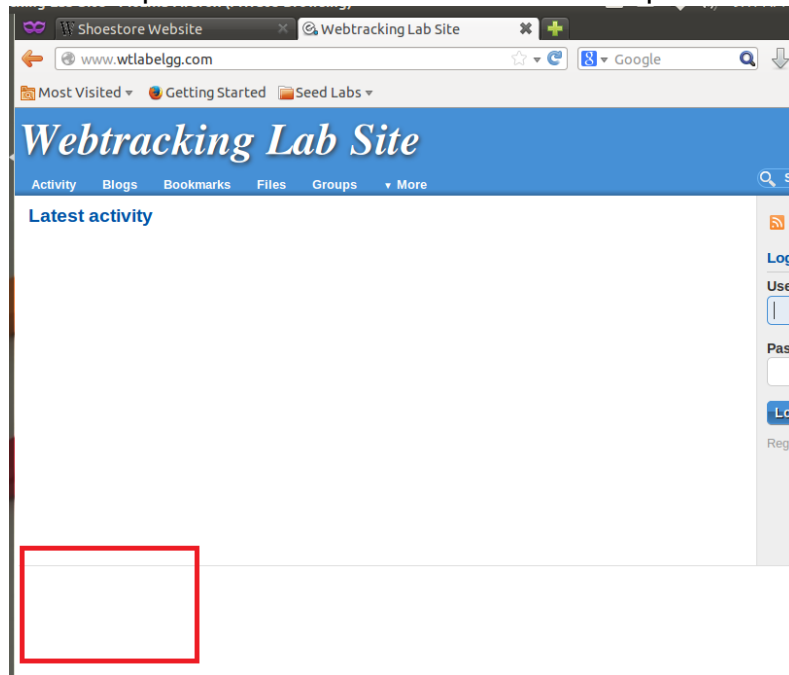 Shoestore Website
Webtracking Lab Site
www.wtlabelgg.com
Google
Most Visited
Getting Started
Seed Labs
Webtracking Lab Site
Activity Blogs Bookmarks Files Groups More
Latest activity